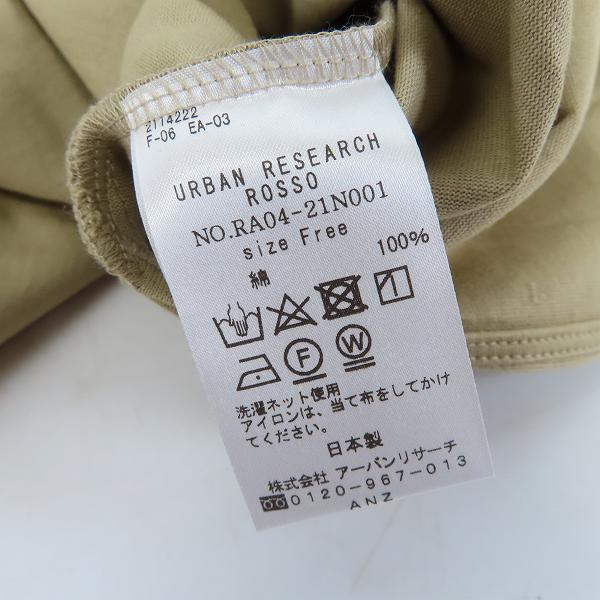 2114222
F-06 EA-03
URBAN RESEARCH
ROSSO
NO.RA04-21N001
size Free
綿 100%
F W
洗濯ネット使用
アイロンは、当て布をしてかけ
てください。
日本製
株式会社 アーバンリサーチ
0120-967-013
ANZ